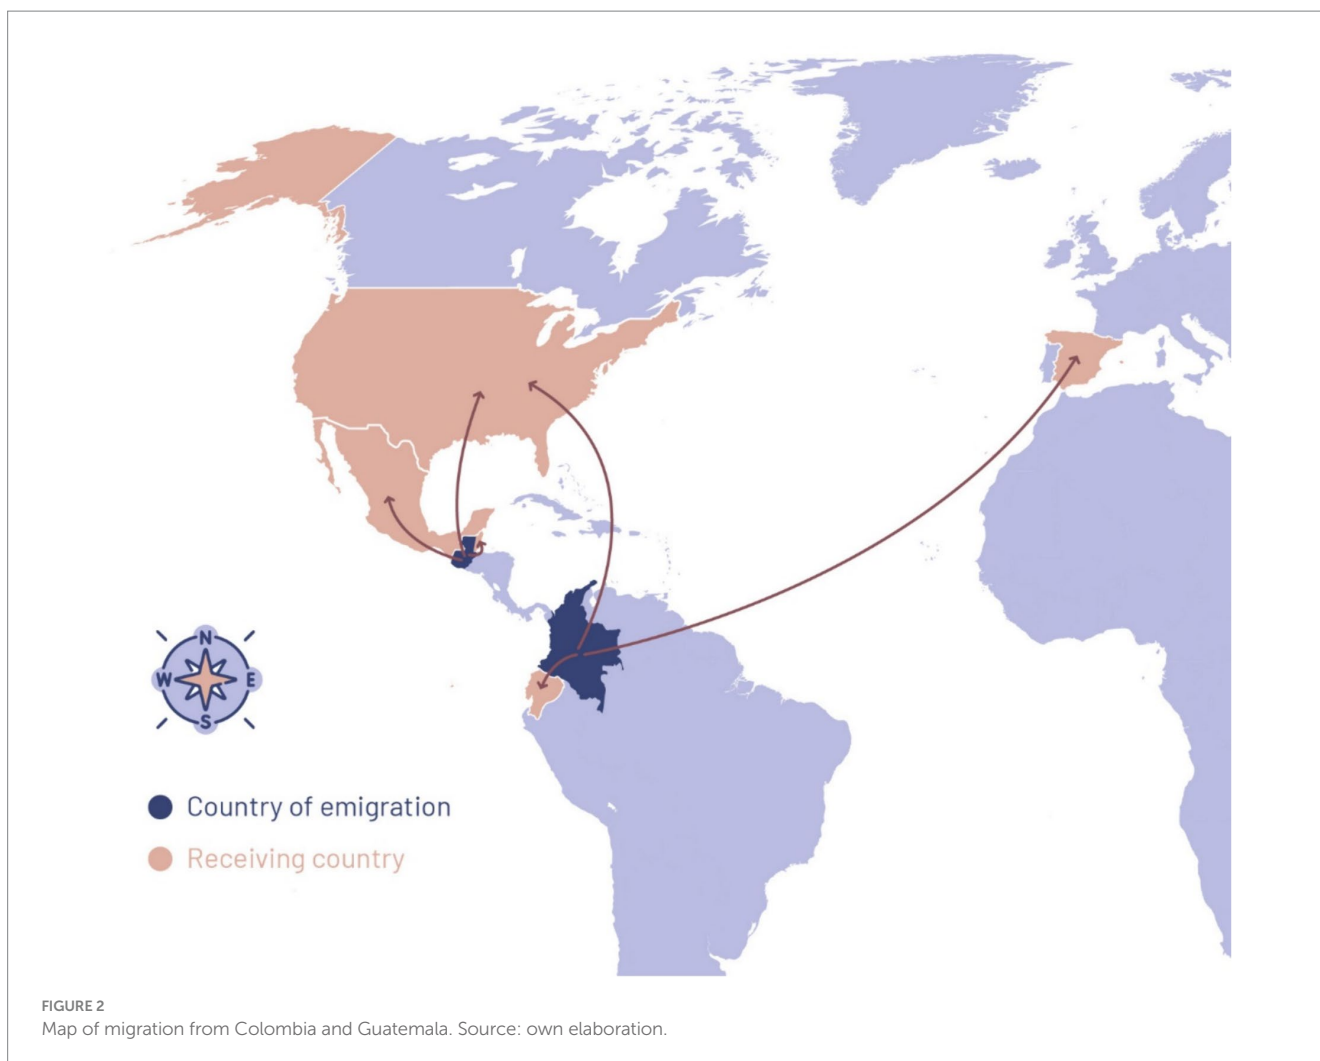 N
W E
S
Country of emigration
Receiving country
FIGURE 2
Map of migration from Colombia and Guatemala. Source: own elaboration.